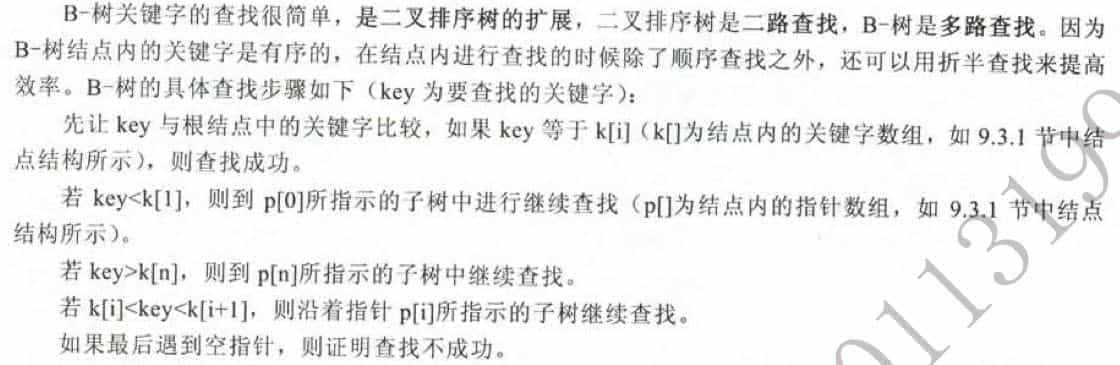 B-树关键字的查找很简单，是二叉排序树的扩展，二叉排序树是二路查找，B-树是多路查找。因为
B-树结点内的关键字是有序的，在结点内进行查找的时候除了顺序查找之外，还可以用折半查找来提高
效率。B-树的具体查找步骤如下（key 为要查找的关键字）：
先让 key 与根结点中的关键字比较，如果 key 等于 k[i]（k[]为结点内的关键字数组，如 9.3.1 节中结
点结构所示），则查找成功。
若 key<k[1]，则到 p[0]所指示的子树中进行继续查找（p[]为结点内的指针数组，如 9.3.1 节中结点
结构所示）。
若 key>k[n]，则到 p[n]所指示的子树中继续查找。
若 k[i]<key<k[i+1]，则沿着指针 p[i]所指示的子树继续查找。
如果最后遇到空指针，则证明查找不成功。